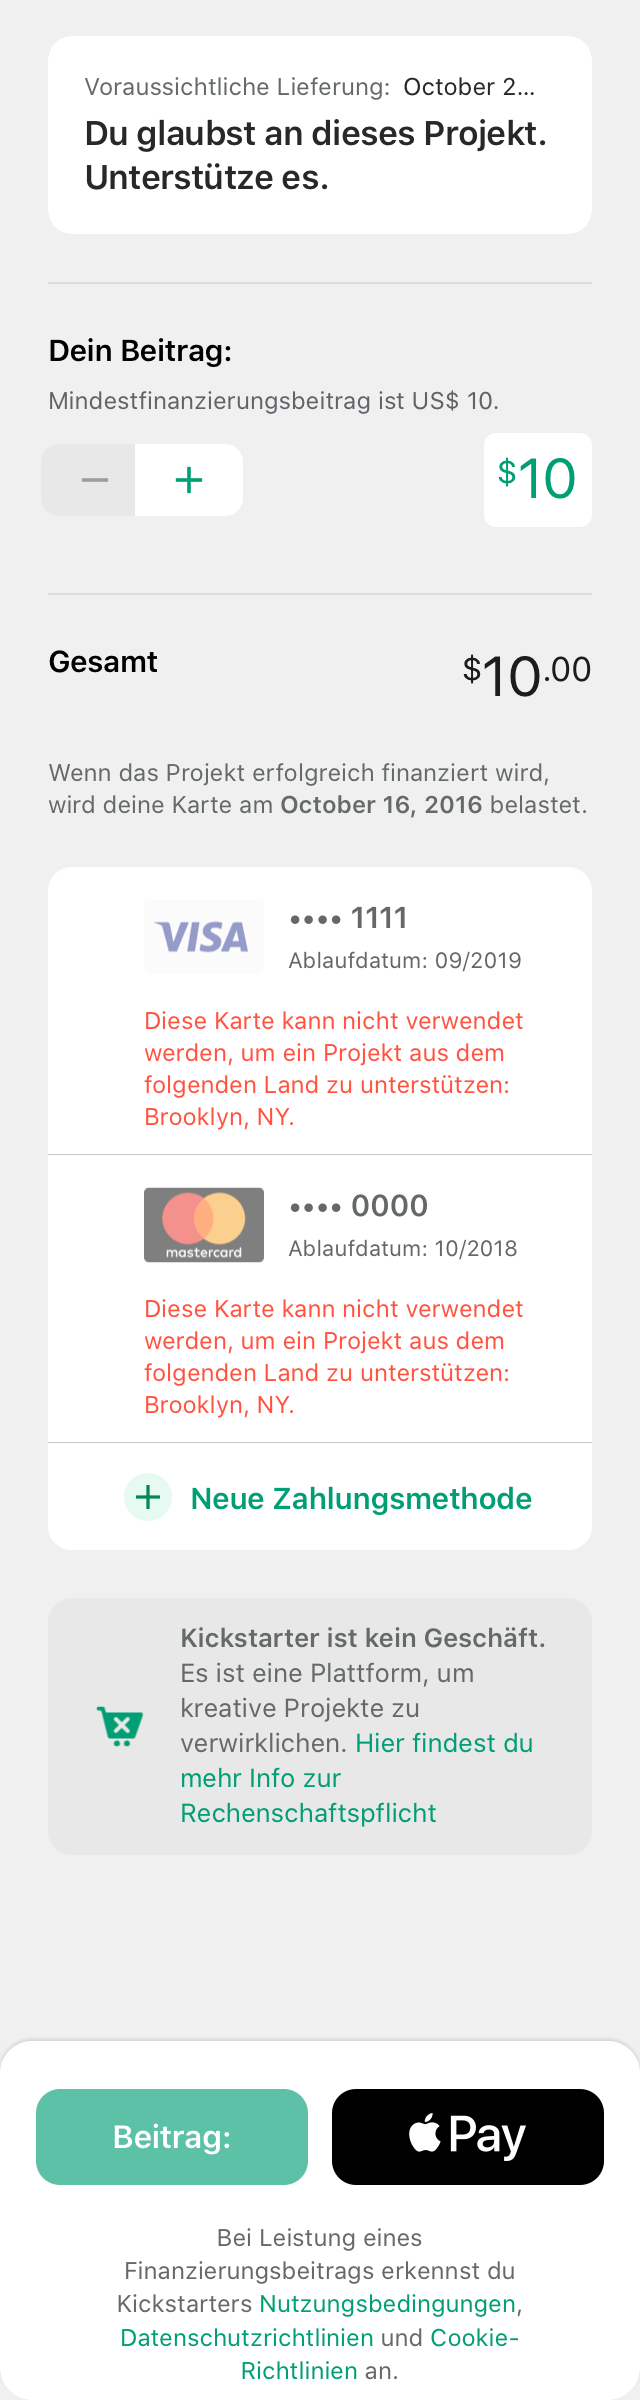 Voraussichtliche Lieferung: October 2...
Du glaubst an dieses Projekt.
Unterstütze es.
Dein Beitrag:
Mindestfinanzierungsbeitrag ist US$ 10.
− +
$10
Gesamt
$10.00
Wenn das Projekt erfolgreich finanziert wird,
wird deine Karte am October 16, 2016 belastet.
VISA
•••• 1111
Ablaufdatum: 09/2019
Diese Karte kann nicht verwendet
werden, um ein Projekt aus dem
folgenden Land zu unterstützen:
Brooklyn, NY.
mastercard
•••• 0000
Ablaufdatum: 10/2018
Diese Karte kann nicht verwendet
werden, um ein Projekt aus dem
folgenden Land zu unterstützen:
Brooklyn, NY.
+ Neue Zahlungsmethode
Kickstarter ist kein Geschäft.
Es ist eine Plattform, um
kreative Projekte zu
verwirklichen. Hier findest du
mehr Info zur
Rechenschaftspflicht
Beitrag:
Pay
Bei Leistung eines
Finanzierungsbeitrags erkennst du
Kickstarters Nutzungsbedingungen,
Datenschutzrichtlinien und Cookie-
Richtlinien an.